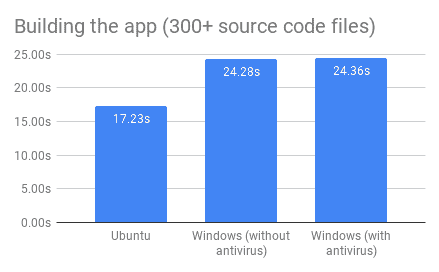 Building the app (300+ source code files)
25.00s
20.00s
15.00s
10.00s
5.00s
0.00s
17.23s
24.28s
24.36s
Ubuntu
Windows (without
antivirus)
Windows (with
antivirus)